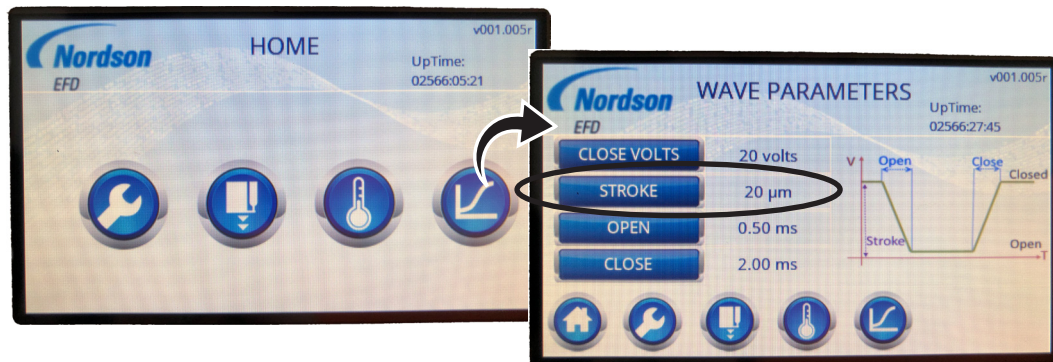 Nordson
EFD
HOME
v001.005r
UpTime:
02566:05:21
Nordson
EFD
WAVE PARAMETERS
v001.005r
UpTime:
02566:27:45
CLOSE VOLTS 20 volts
STROKE 20 µm
OPEN 0.50 ms
CLOSE 2.00 ms
V Open Close
Closed
Stroke
Open
T